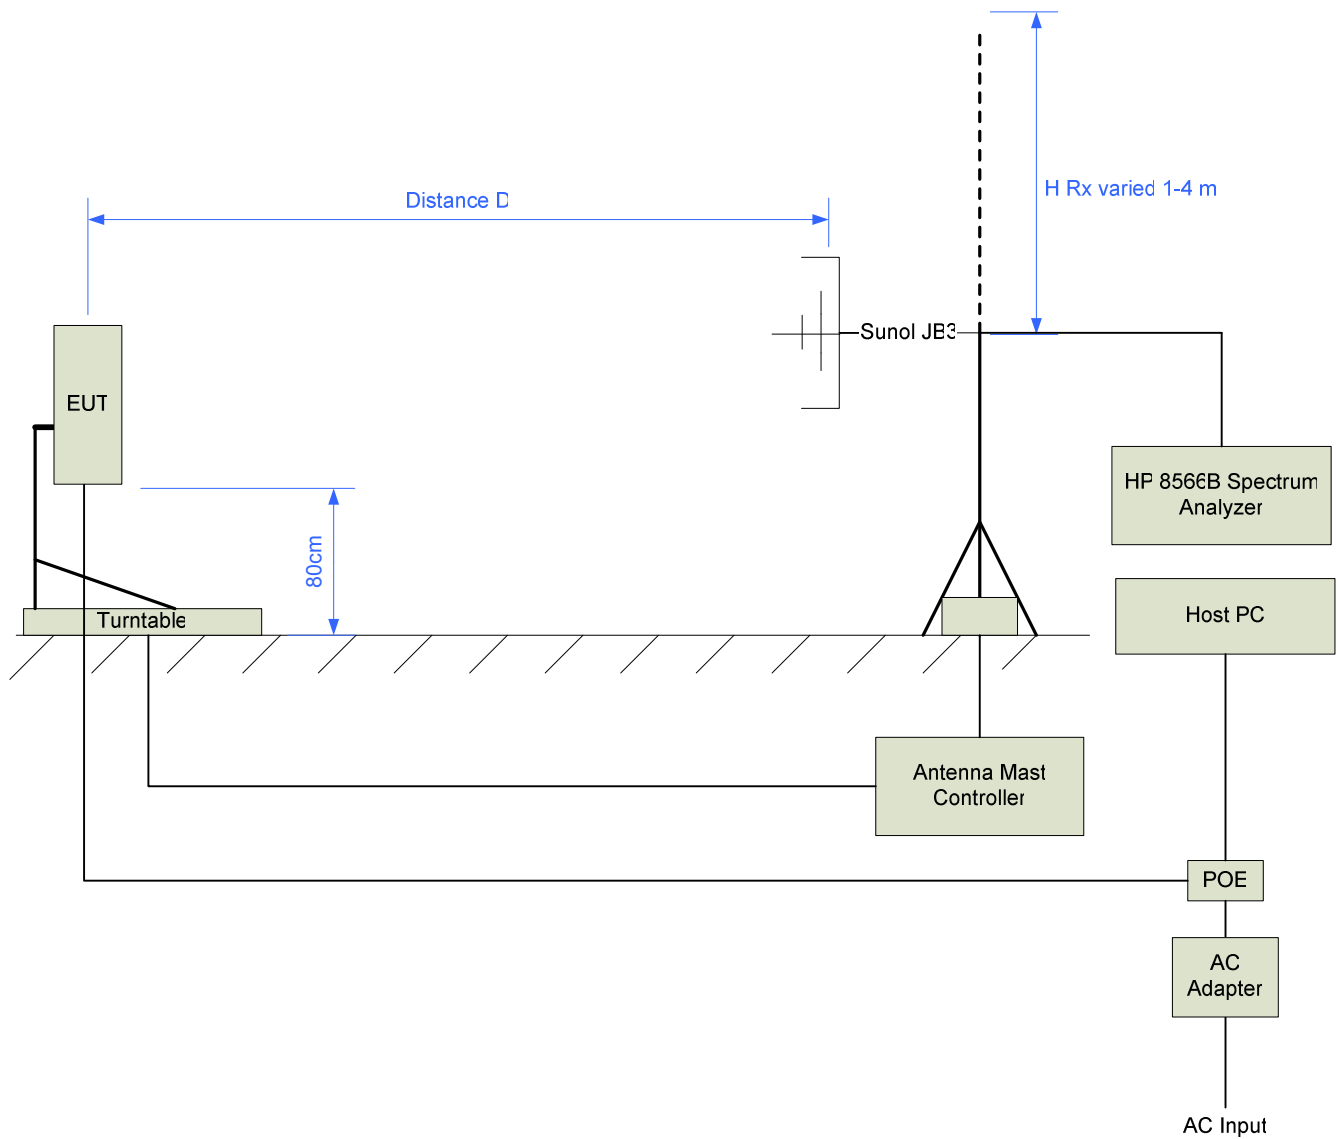 Distance D
H Rx varied 1-4 m
Sunol JB3
EUT
HP 8566B Spectrum
Analyzer
80cm
Host PC
Turntable
Antenna Mast
Controller
POE
AC
Adapter
AC Input